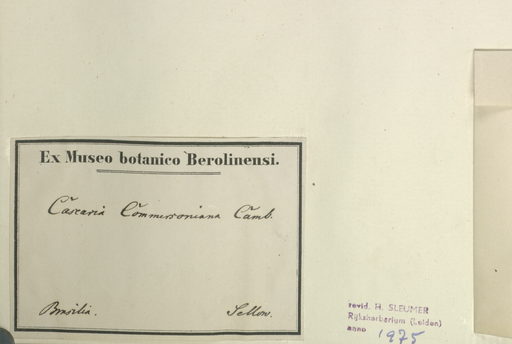 Ex Museo botanico Berolinensi.
Casearia Commersoniana Camb.
Brasilia. Sellow.
revid. H. SLEUMER
Rijksherbarium (Leiden)
anno 1975